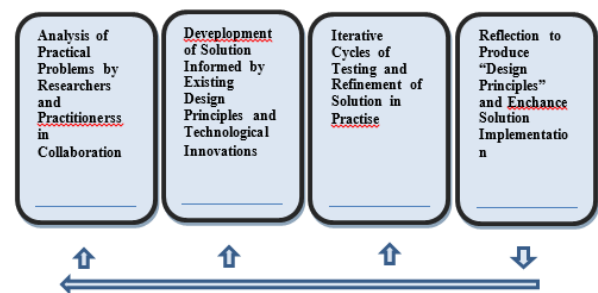 Analysis of
Practical
Problems by
Researchers
and
Practitionerss
in
Collaboration
Deveplopment
of Solution
Informed by
Existing
Design
Principles and
Technological
Innovations
Iterative
Cycles of
Testing and
Refinement of
Solution in
Practise
Reflection to
Produce
“Design
Principles”
and Enchance
Solution
Implementatio
n